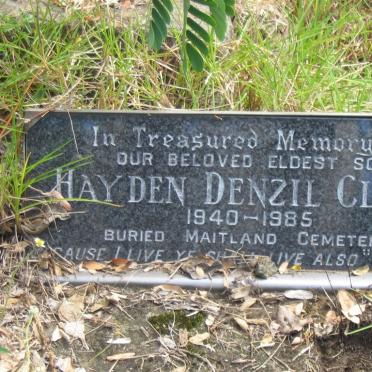 In Treasured Memory
OUR BELOVED ELDEST SO
HAYDEN DENZIL CL
1940-1985
BURIED MAITLAND CEMETE
CAUSE I LIVE YE LIVE ALSO